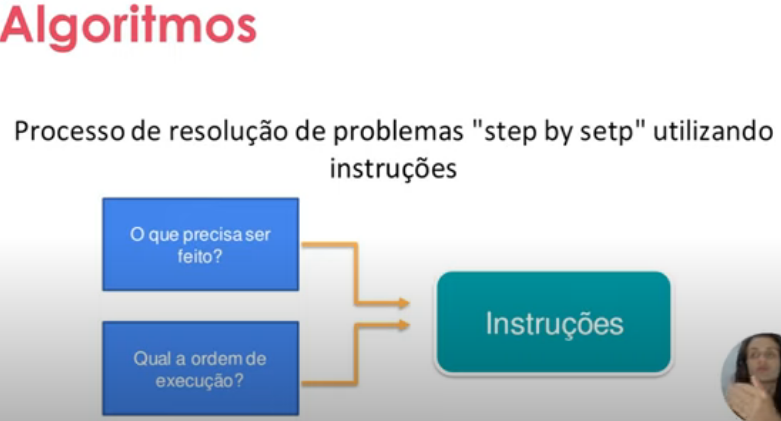 Algoritmos
Processo de resolução de problemas "step by setp" utilizando
instruções
O que precisa ser
feito?
Qual a ordem de
execução?
Instruções